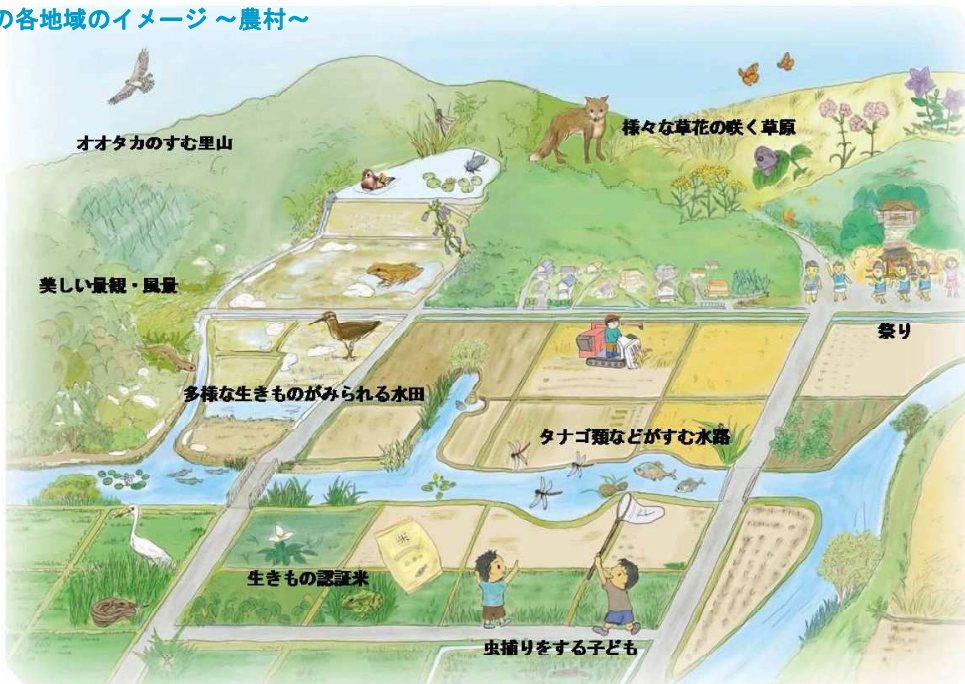 の各地域のイメージ ～農村～
オオタカのすむ里山
様々な草花の咲く草原
美しい景観・風景
祭り
多様な生きものがみられる水田
タナゴ類などがすむ水路
米
生きもの認証米
虫捕りをする子ども